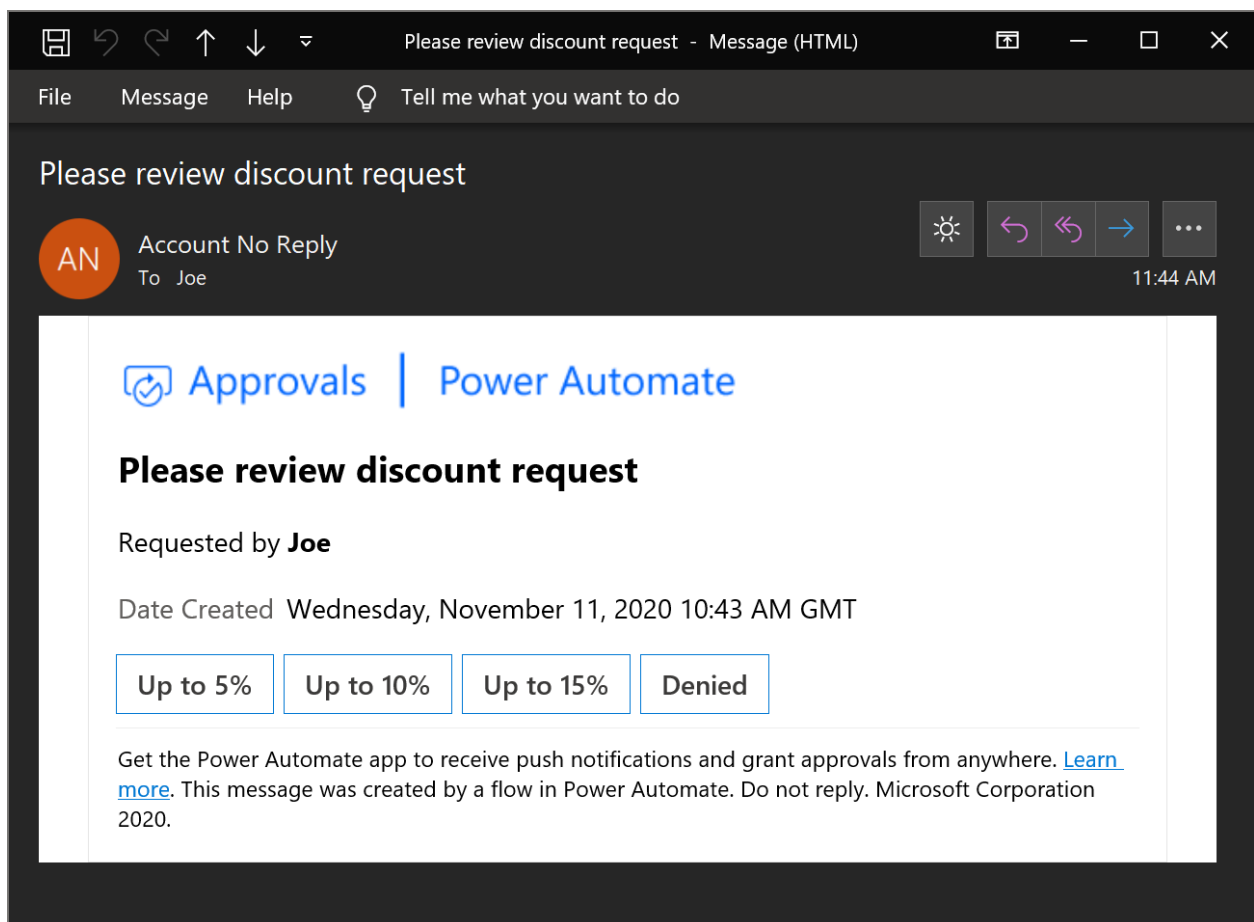 Please review discount request - Message (HTML)
File Message Help Tell me what you want to do
Please review discount request
AN
Account No Reply
To Joe
11:44 AM
Approvals | Power Automate
Please review discount request
Requested by Joe
Date Created Wednesday, November 11, 2020 10:43 AM GMT
Up to 5% Up to 10% Up to 15% Denied
Get the Power Automate app to receive push notifications and grant approvals from anywhere. Learn
more. This message was created by a flow in Power Automate. Do not reply. Microsoft Corporation
2020.